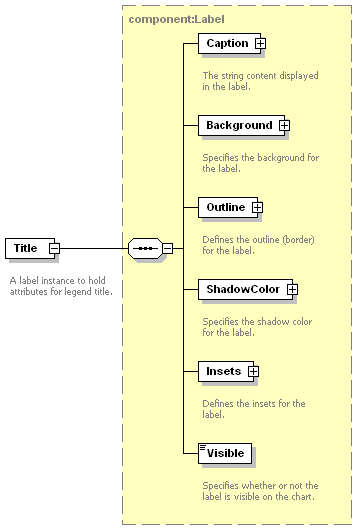 component:Label
Caption
The string content displayed
in the label.
Background
Specifies the background for
the label.
Outline
Defines the outline (border)
for the label.
Title
A label instance to hold
attributes for legend title.
ShadowColor
Specifies the shadow color
for the label.
Insets
Defines the insets for the
label.
Visible
Specifies whether or not the
label is visible on the chart.